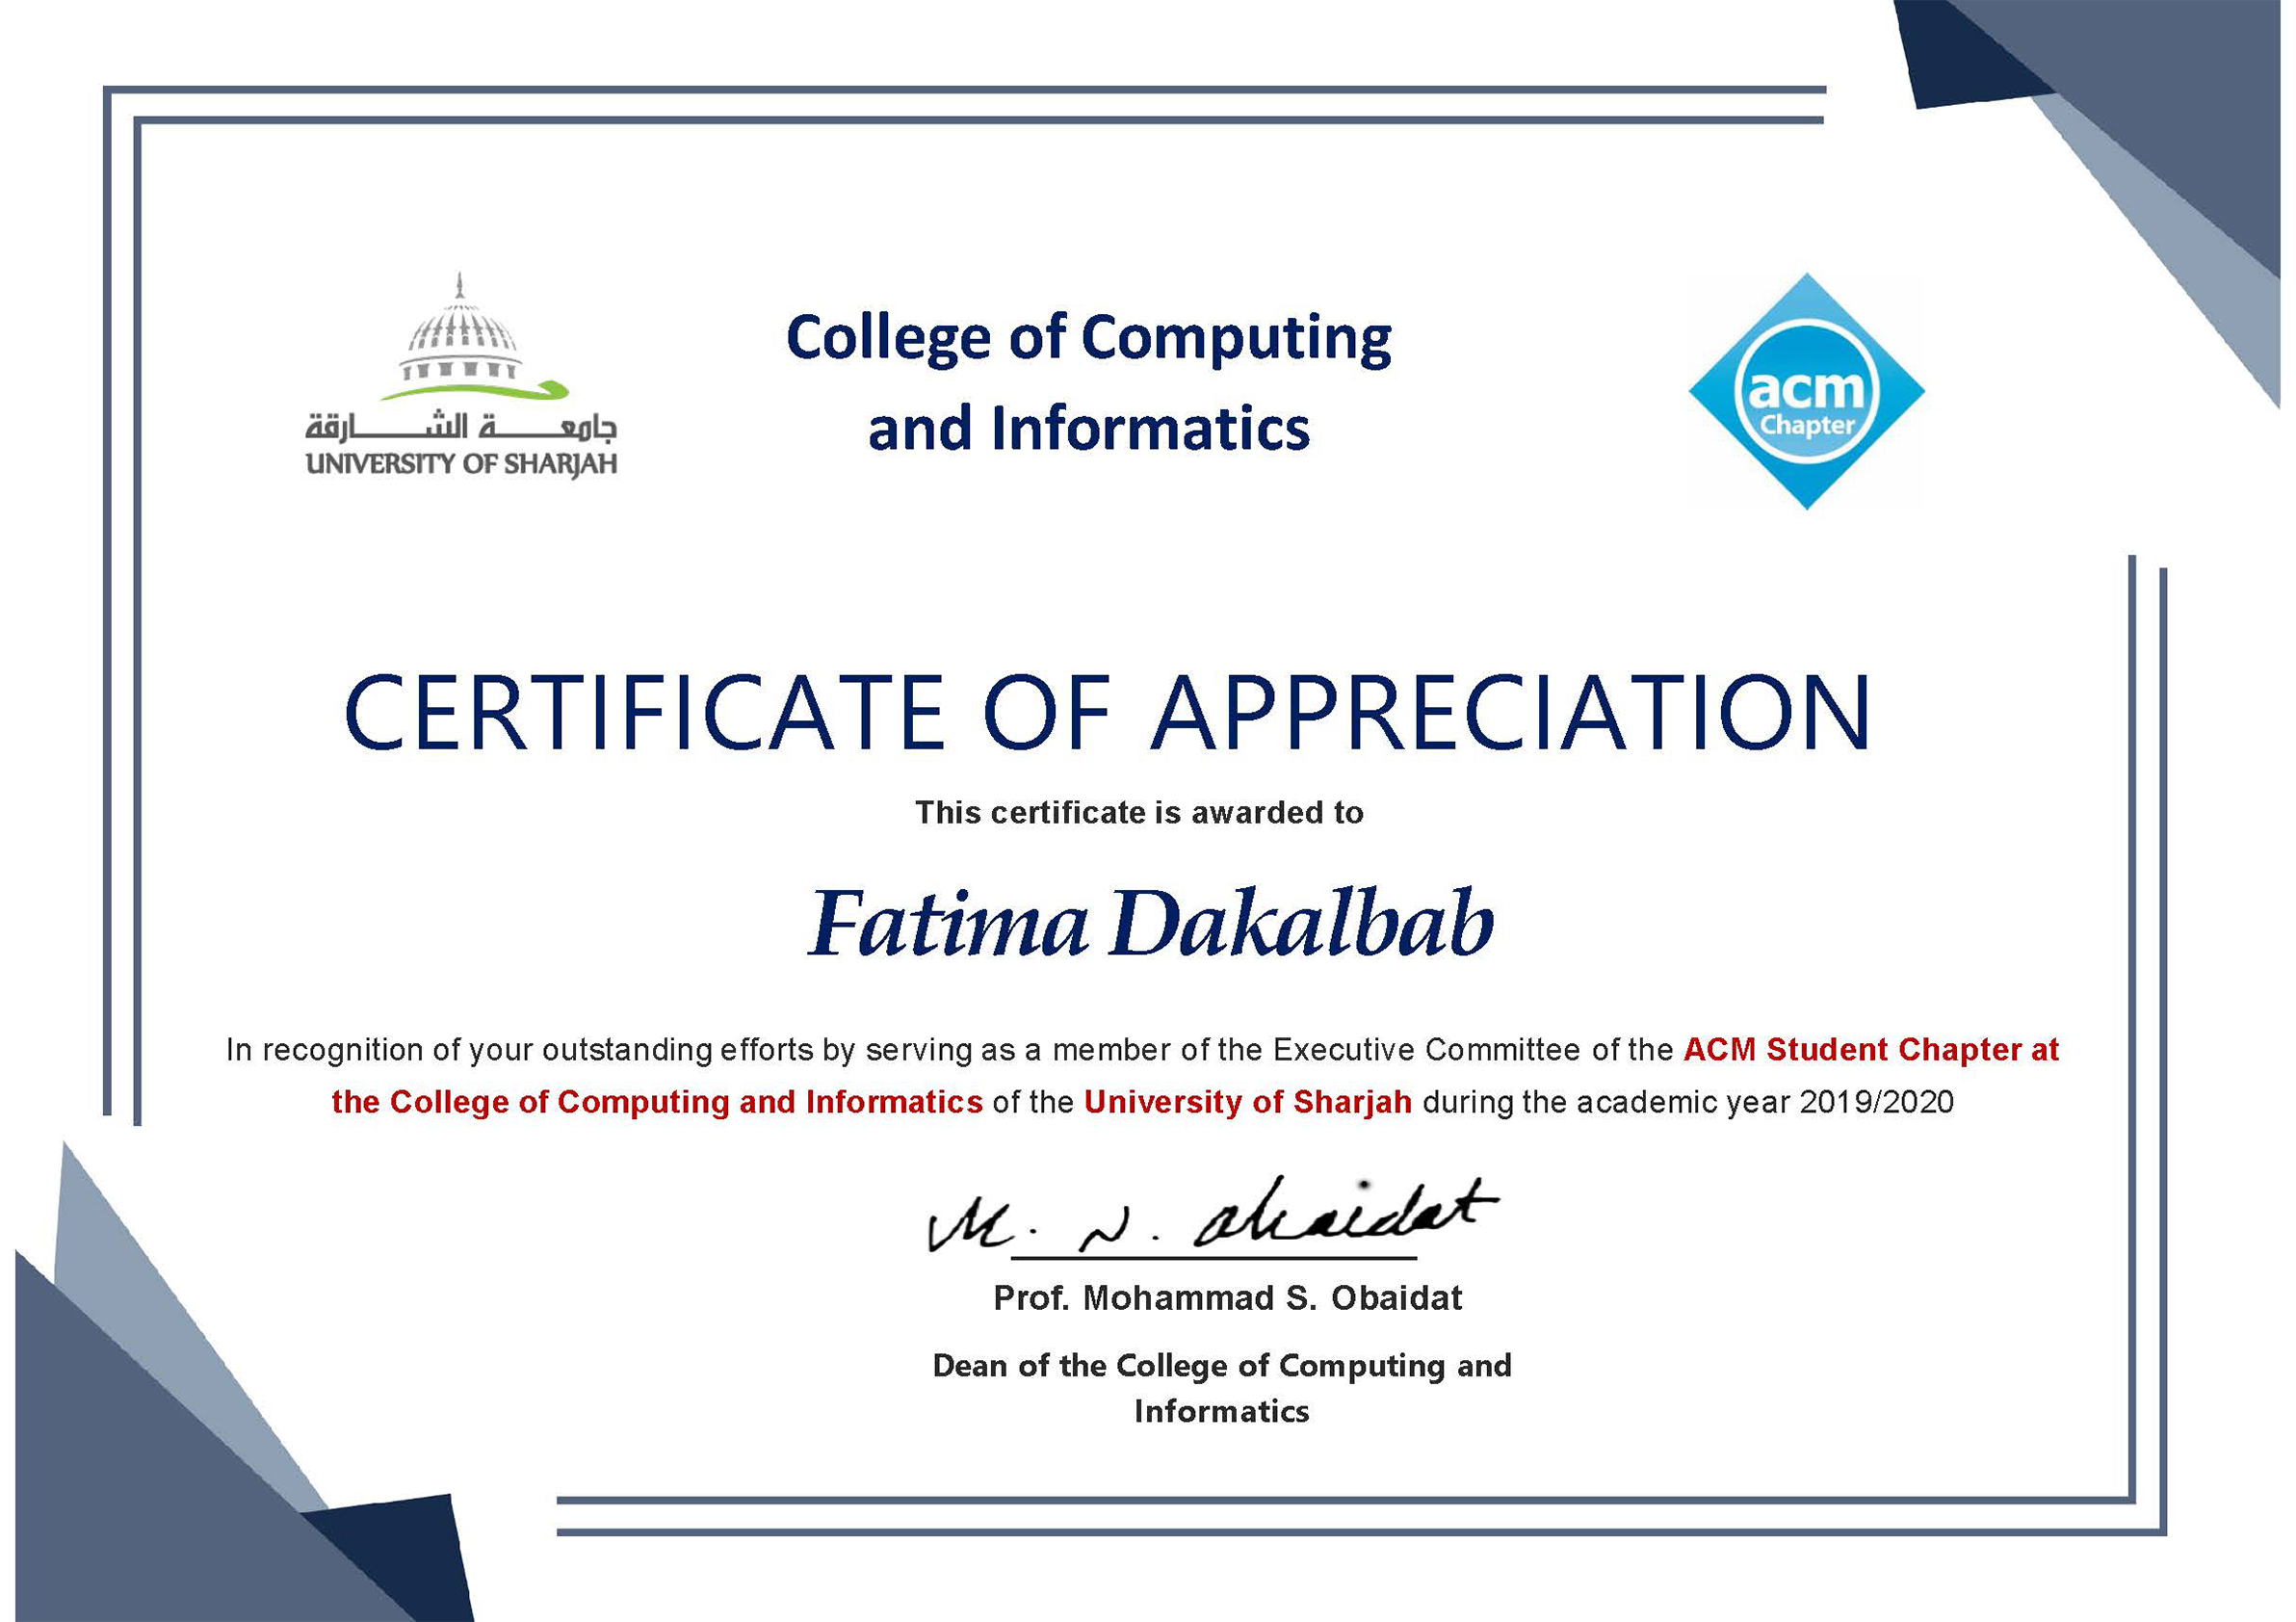 College of Computing
and Informatics
جامعة الشارقة
UNIVERSITY OF SHARJAH
acm
Chapter
CERTIFICATE OF APPRECIATION
This certificate is awarded to
Fatima Dakalbab
In recognition of your outstanding efforts by serving as a member of the Executive Committee of the ACM Student Chapter at
the College of Computing and Informatics of the University of Sharjah during the academic year 2019/2020
M. S. Obaidat
Prof. Mohammad S. Obaidat
Dean of the College of Computing and
Informatics